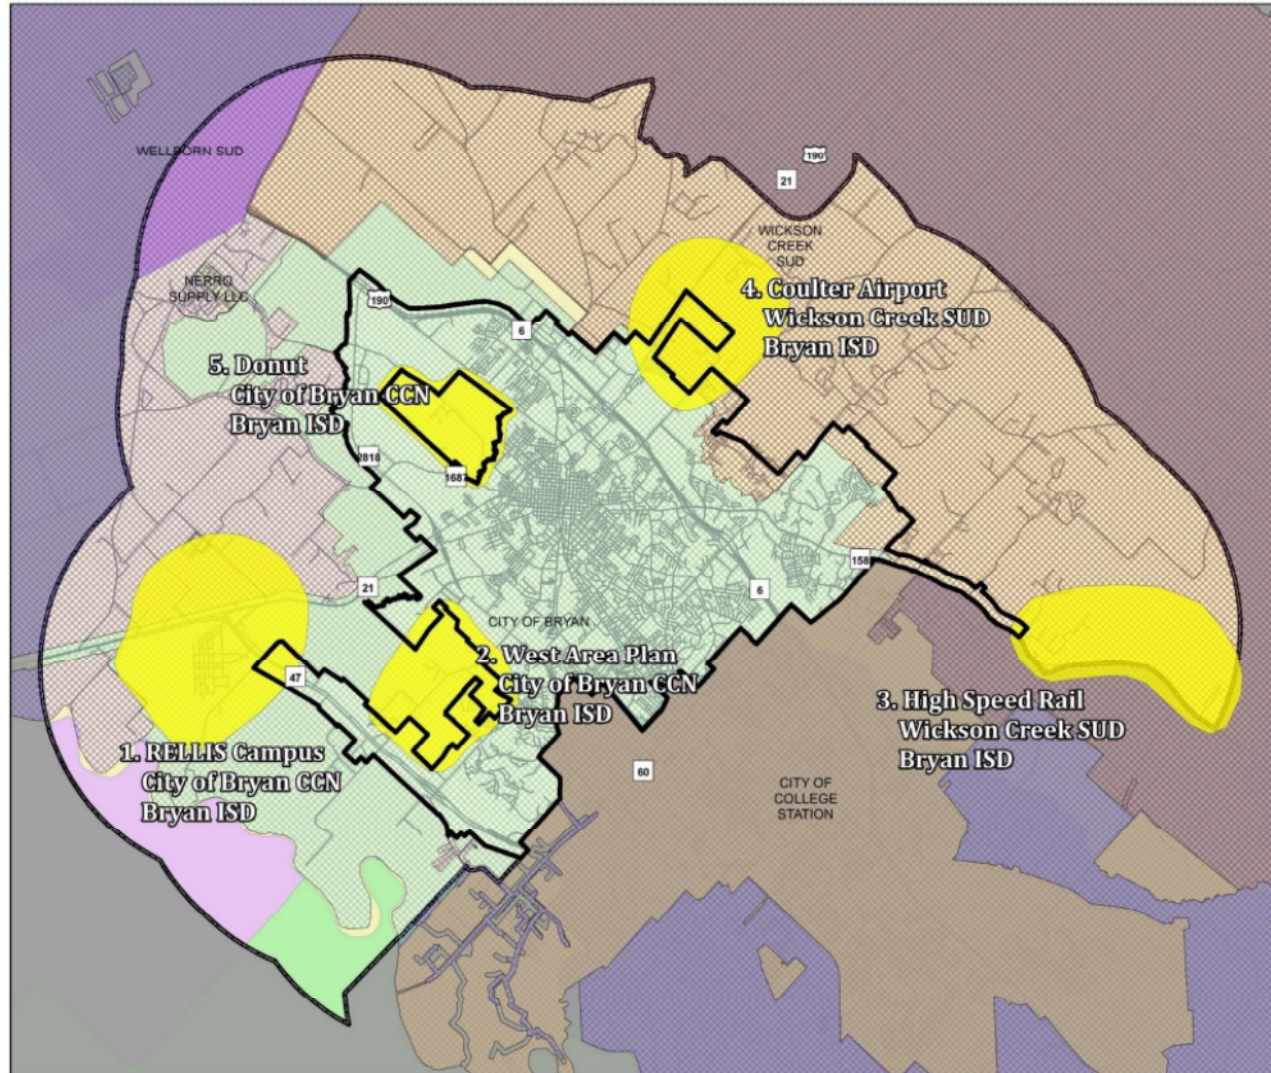 WELLBORN SUD
190
21
WICKSON
CREEK
SUD
NERRO
SUPPLY LLC
190
6
4. Coulter Airport
Wickson Creek SUD
Bryan ISD
5. Donut
City of Bryan CCN
Bryan ISD
2818
1687
158
21
6
CITY OF BRYAN
2. West Area Plan
City of Bryan CCN
Bryan ISD
47
3. High Speed Rail
Wickson Creek SUD
Bryan ISD
1. RELLIS Campus
City of Bryan CCN
Bryan ISD
60
CITY OF
COLLEGE
STATION